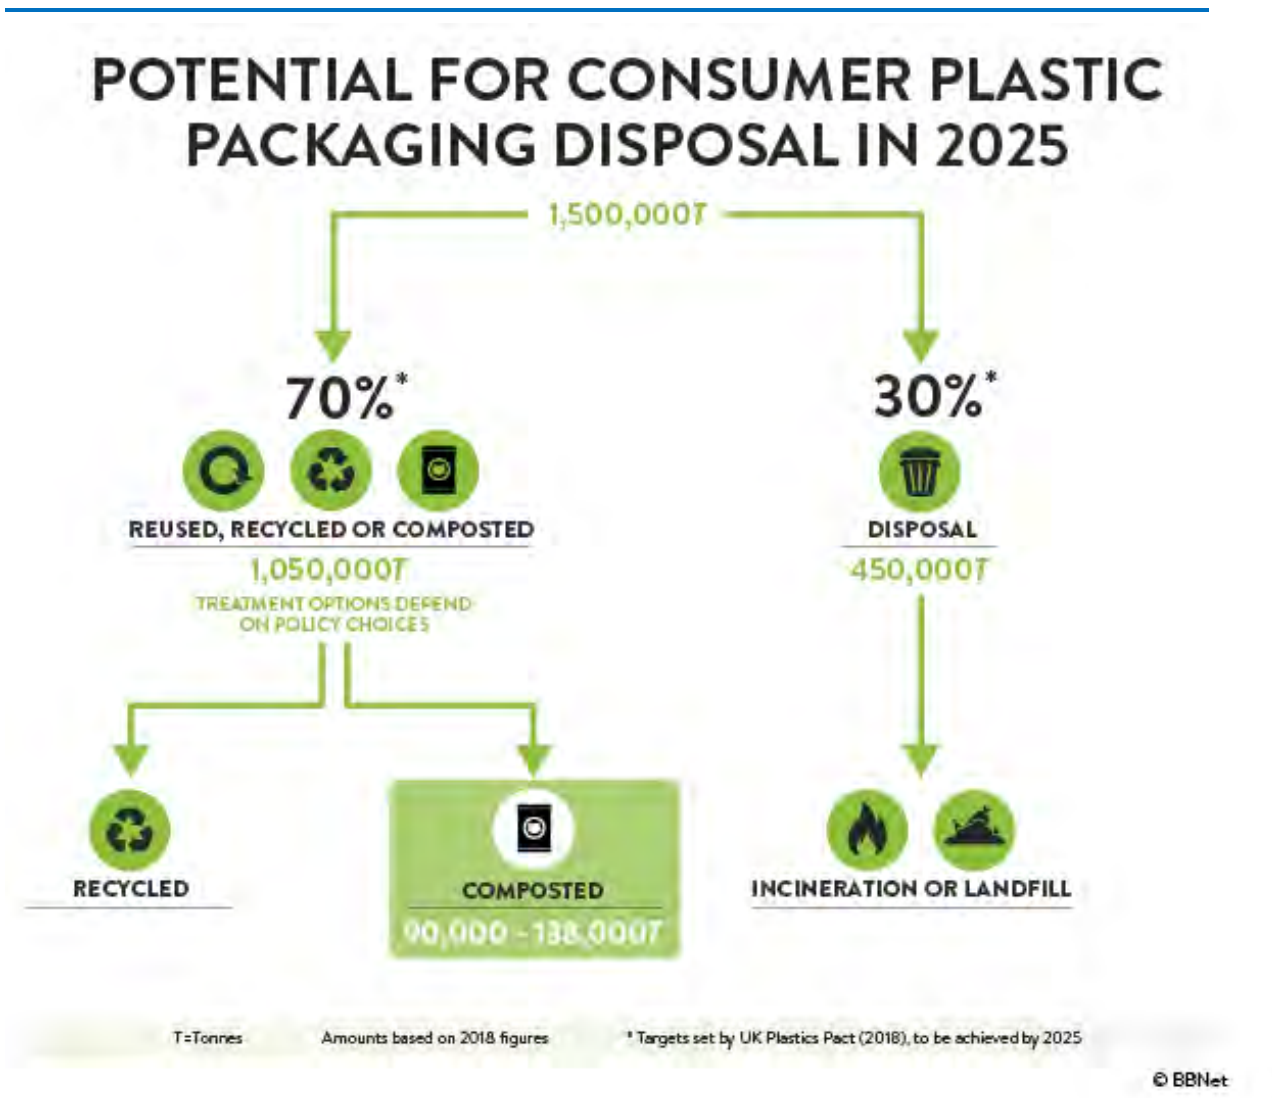 POTENTIAL FOR CONSUMER PLASTIC
PACKAGING DISPOSAL IN 2025
1,500,000T
70%*
30%*
REUSED, RECYCLED OR COMPOSTED
DISPOSAL
1,050,000T
450,000T
TREATMENT OPTIONS DEPEND
ON POLICY CHOICES
RECYCLED
COMPOSTED
INCINERATION OR LANDFILL
90,000 - 138,000T
T=Tonnes
Amounts based on 2018 figures
* Targets set by UK Plastics Pact (2018), to be achieved by 2025
© BBNet